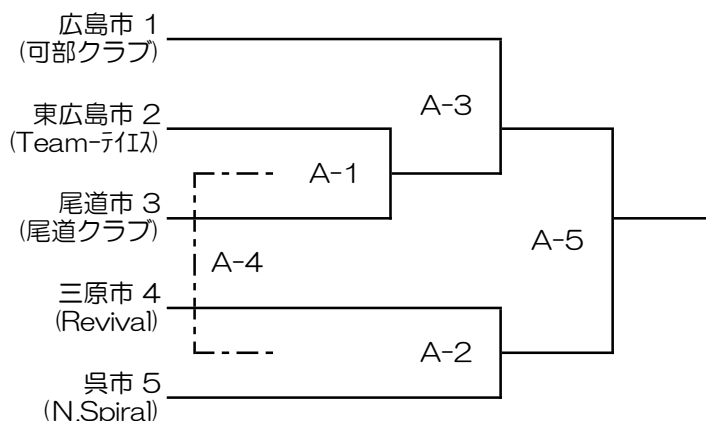 広島市 1
(可部クラブ)
A-3
東広島市 2
(Team-ﾃｲｴｽ)
A-1
尾道市 3
(尾道クラブ)
A-5
A-4
三原市 4
(Revival)
A-2
呉市 5
(N.Spiral)